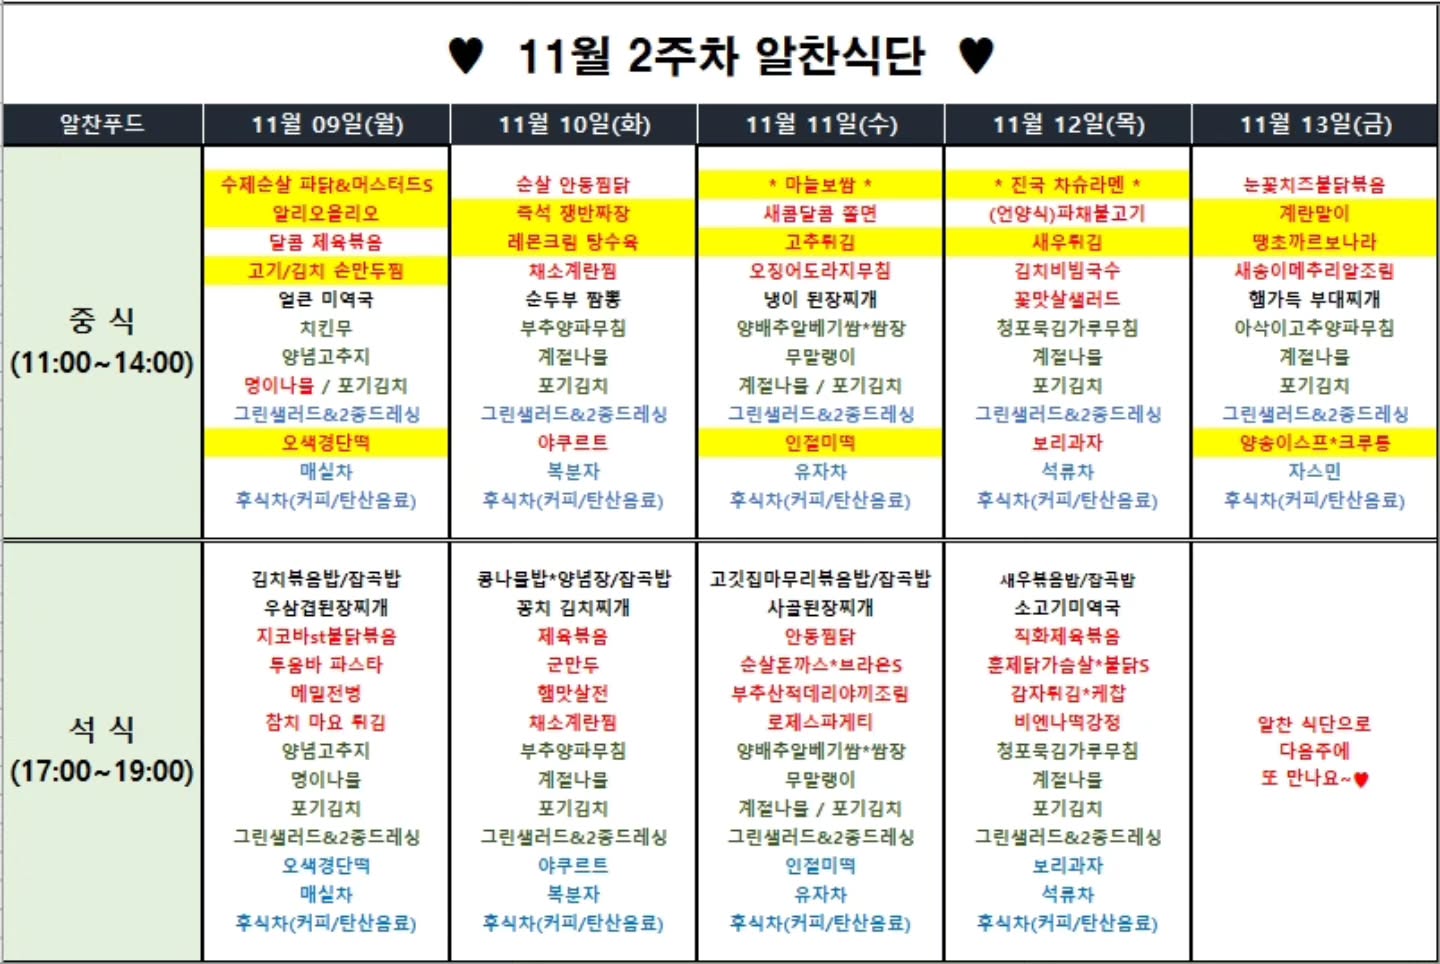 ♥ 11월 2주차 알찬식단 ♥
알찬푸드 11월 09일(월) 11월 10일(화) 11월 11일(수) 11월 12일(목) 11월 13일(금)
중 식
(11:00~14:00)
수제순살 파닭&머스터드S
알리오올리오
달콤 제육볶음
고기/김치 손만두찜
얼큰 미역국
치킨무
양념고추지
명이나물 / 포기김치
그린샐러드&2종드레싱
오색경단떡
매실차
후식차(커피/탄산음료)
순살 안동찜닭
즉석 쟁반짜장
레몬크림 탕수육
채소계란찜
순두부 짬뽕
부추양파무침
계절나물
포기김치
그린샐러드&2종드레싱
야쿠르트
복분자
후식차(커피/탄산음료)
* 마늘보쌈 *
새콤달콤 쫄면
고추튀김
오징어도라지무침
냉이 된장찌개
양배추알베기쌈*쌈장
무말랭이
계절나물 / 포기김치
그린샐러드&2종드레싱
인절미떡
유자차
후식차(커피/탄산음료)
* 진국 차슈라멘 *
(언양식)파채불고기
새우튀김
김치비빔국수
꽃맛살샐러드
청포묵김가루무침
계절나물
포기김치
그린샐러드&2종드레싱
보리과자
석류차
후식차(커피/탄산음료)
눈꽃치즈불닭볶음
계란말이
땡초까르보나라
새송이메추리알조림
햄가득 부대찌개
아삭이고추양파무침
계절나물
포기김치
그린샐러드&2종드레싱
양송이스프*크루통
자스민
후식차(커피/탄산음료)
석 식
(17:00~19:00)
김치볶음밥/잡곡밥
우삼겹된장찌개
지코바st불닭볶음
투움바 파스타
메밀전병
참치 마요 튀김
양념고추지
명이나물
포기김치
그린샐러드&2종드레싱
오색경단떡
매실차
후식차(커피/탄산음료)
콩나물밥*양념장/잡곡밥
꽁치 김치찌개
제육볶음
군만두
햄맛살전
채소계란찜
부추양파무침
계절나물
포기김치
그린샐러드&2종드레싱
야쿠르트
복분자
후식차(커피/탄산음료)
고깃집마무리볶음밥/잡곡밥
사골된장찌개
안동찜닭
순살돈까스*브라운S
부추산적데리야끼조림
로제스파게티
양배추알베기쌈*쌈장
무말랭이
계절나물 / 포기김치
그린샐러드&2종드레싱
인절미떡
유자차
후식차(커피/탄산음료)
새우볶음밥/잡곡밥
소고기미역국
직화제육볶음
훈제닭가슴살*불닭S
감자튀김*케찹
비엔나떡강정
청포묵김가루무침
계절나물
포기김치
그린샐러드&2종드레싱
보리과자
석류차
후식차(커피/탄산음료)
알찬 식단으로
다음주에
또 만나요~♥